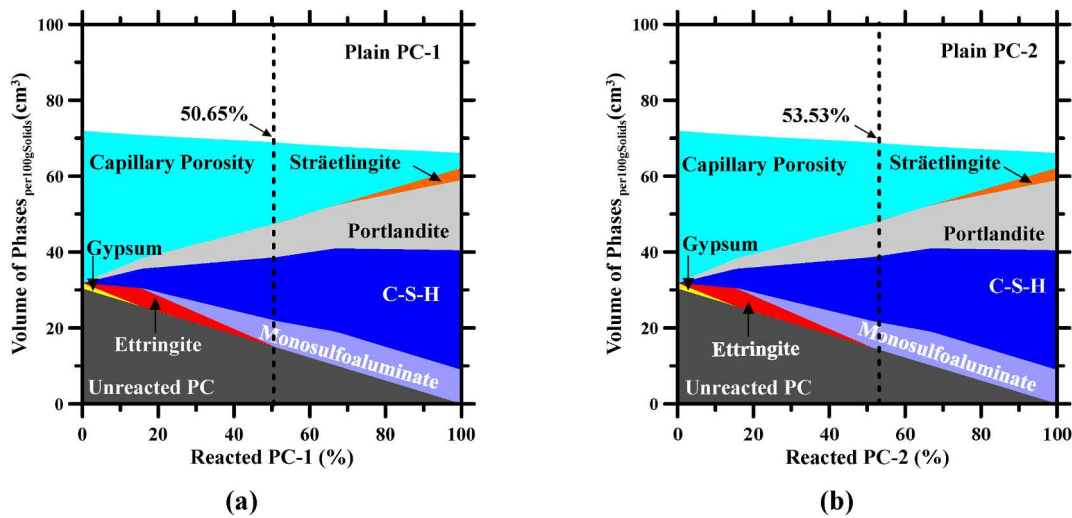 Volume of Phases per100gSolids (cm³)
100
80
60
40
20
0
Plain PC-1
50.65%
Capillary Porosity
Sträetlingite
Portlandite
Gypsum
C-S-H
Ettringite
Monosulfoaluminate
Unreacted PC
0 20 40 60 80 100
Reacted PC-1 (%)
(a)
Volume of Phases per100gSolids (cm³)
100
80
60
40
20
0
Plain PC-2
53.53%
Capillary Porosity
Sträetlingite
Portlandite
Gypsum
C-S-H
Ettringite
Monosulfoaluminate
Unreacted PC
0 20 40 60 80 100
Reacted PC-2 (%)
(b)